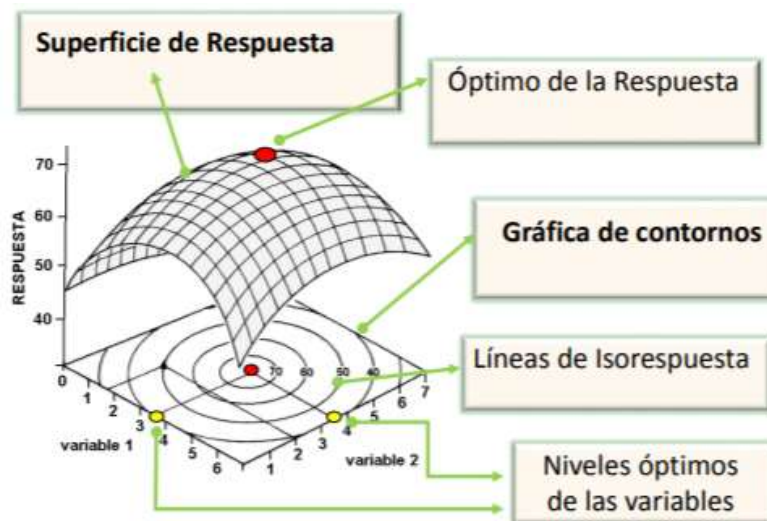 Superficie de Respuesta
Óptimo de la Respuesta
70
60
50
40
RESPUESTA
Gráfica de contornos
Líneas de Isorespuesta
70 60 50 40
0
1
2
3
4
5
6
variable 1
1
2
3
4
5
6
7
variable 2
Niveles óptimos
de las variables